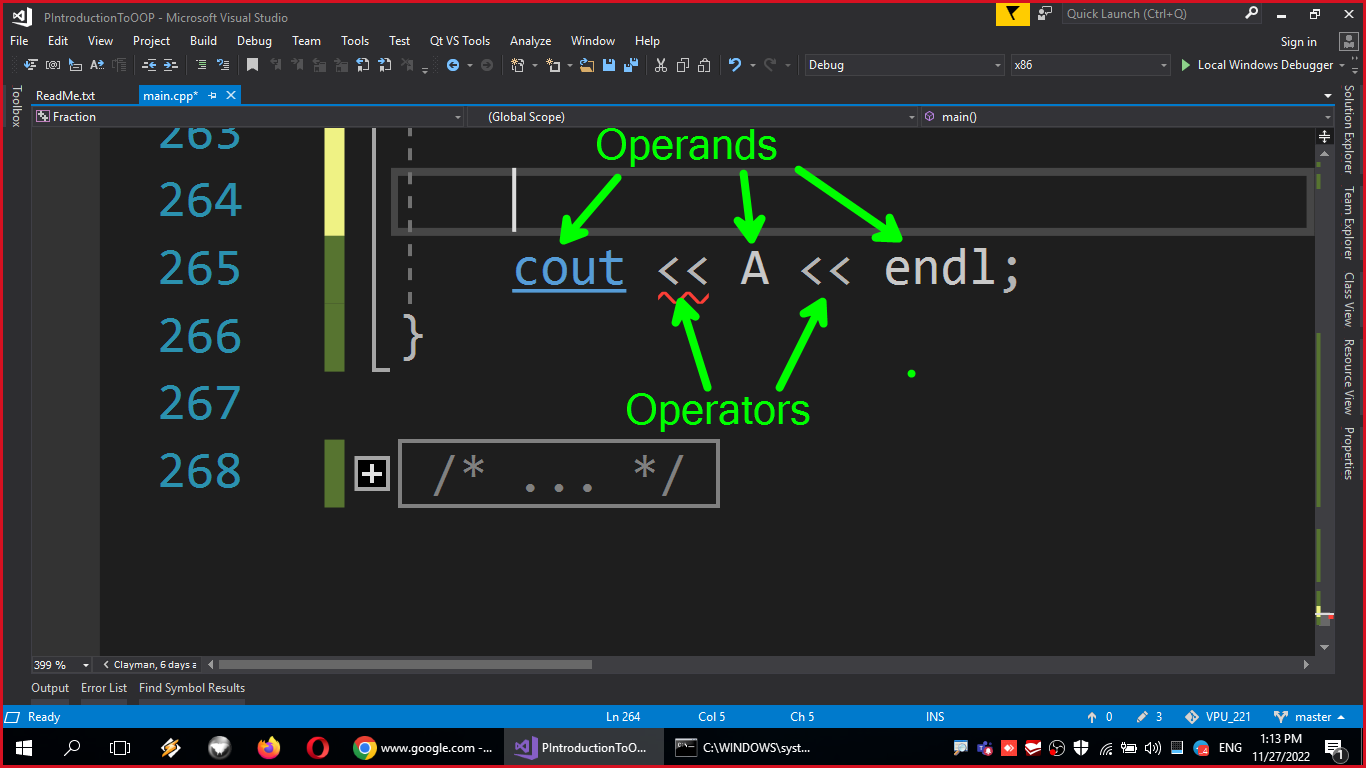 PIntroductionToOOP - Microsoft Visual Studio
Quick Launch (Ctrl+Q)
File Edit View Project Build Debug Team Tools Test Qt VS Tools Analyze Window Help
Sign in
Debug x86 Local Windows Debugger
Toolbox
ReadMe.txt main.cpp*
Fraction (Global Scope) main()
Solution Explorer
Team Explorer
Class View
Resource View
Properties
263
Operands
264
265 cout << A << endl;
266 }
267
Operators
268 /* ... */
399 % Clayman, 6 days a
Output Error List Find Symbol Results
Ready Ln 264 Col 5 Ch 5 INS 0 3 VPU_221 master
www.google.com -...
PIntroductionToO...
C:\WINDOWS\syst...
ENG
1:13 PM
11/27/2022
1